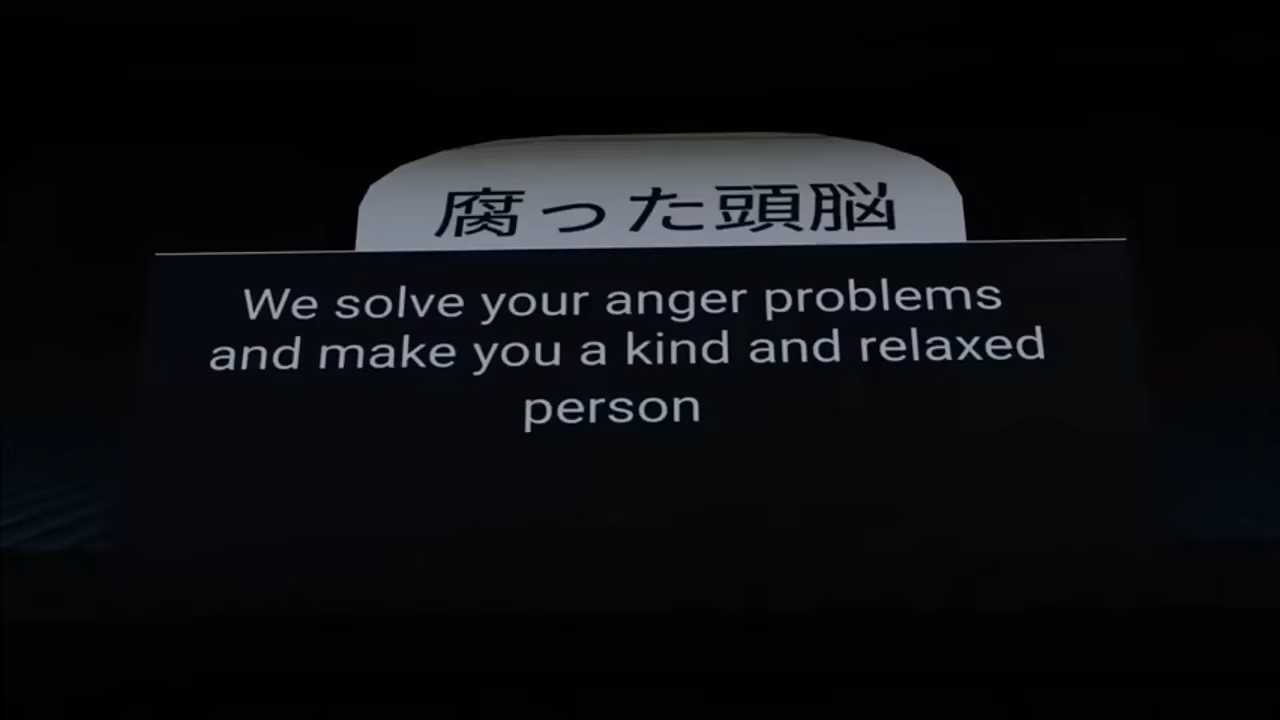 腐った頭脳
We solve your anger problems
and make you a kind and relaxed
person